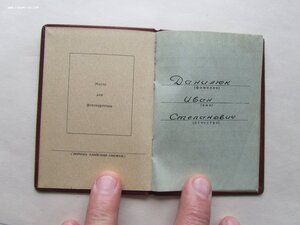 Место
для
фотокарточки
Данилюк
(фамилия)
Иван
(имя)
Степанович
(отчество)